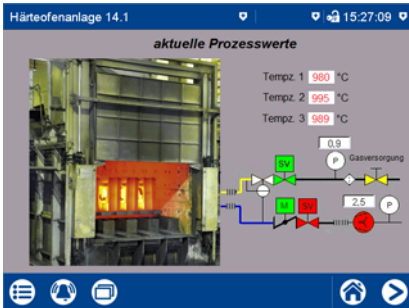 Härteofenanlage 14.1
15:27:09
aktuelle Prozesswerte
Tempz. 1 980 °C
Tempz. 2 995 °C
Tempz. 3 989 °C
0,9
SV
P
Gasversorgung
2,5
M
SV
P